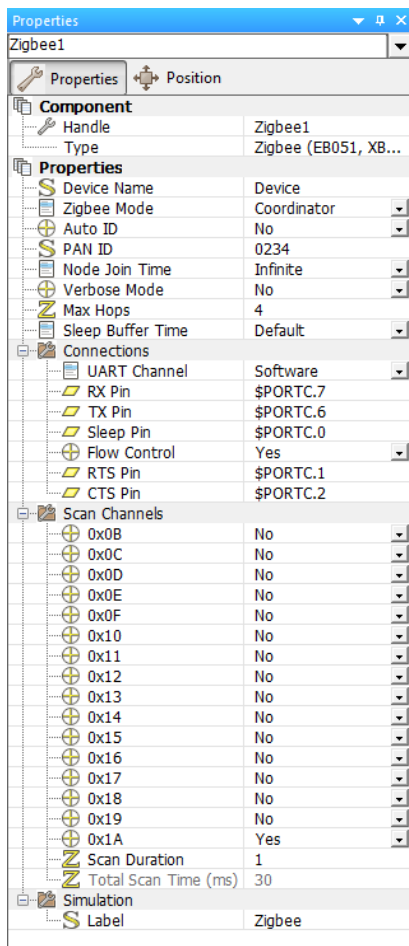 Properties
Zigbee1
Properties Position
Component
Handle Zigbee1
Type Zigbee (EB051, XB...
Properties
Device Name Device
Zigbee Mode Coordinator
Auto ID No
PAN ID 0234
Node Join Time Infinite
Verbose Mode No
Max Hops 4
Sleep Buffer Time Default
Connections
UART Channel Software
RX Pin $PORTC.7
TX Pin $PORTC.6
Sleep Pin $PORTC.0
Flow Control Yes
RTS Pin $PORTC.1
CTS Pin $PORTC.2
Scan Channels
0x0B No
0x0C No
0x0D No
0x0E No
0x0F No
0x10 No
0x11 No
0x12 No
0x13 No
0x14 No
0x15 No
0x16 No
0x17 No
0x18 No
0x19 No
0x1A Yes
Scan Duration 1
Total Scan Time (ms) 30
Simulation
Label Zigbee